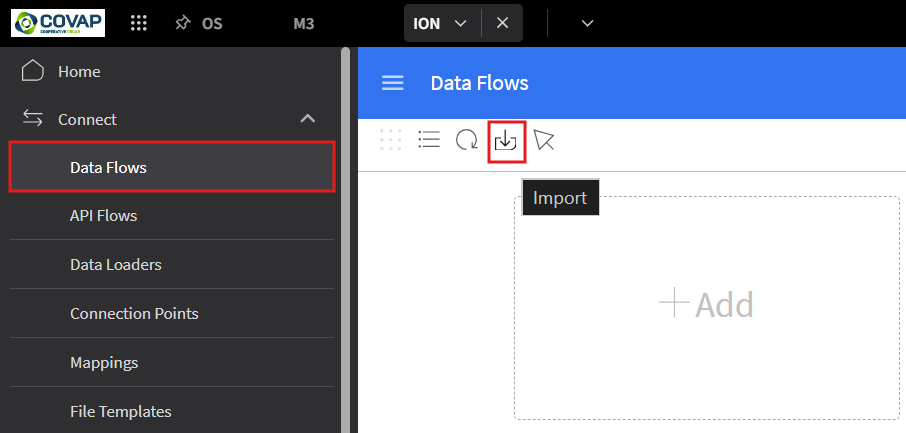 COVAP
COOPERATIVE
OS
M3
ION
Home
Connect
Data Flows
API Flows
Data Loaders
Connection Points
Mappings
File Templates
Data Flows
Import
Add